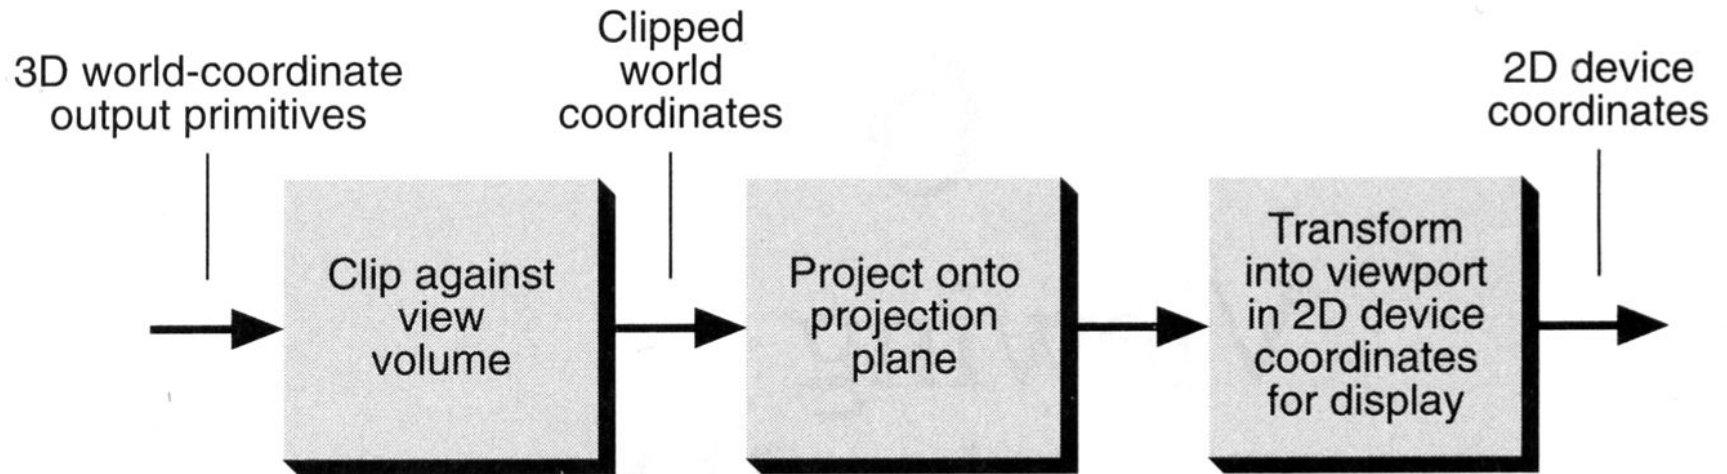 3D world-coordinate
output primitives
Clipped
world
coordinates
2D device
coordinates
Clip against
view
volume
Project onto
projection
plane
Transform
into viewport
in 2D device
coordinates
for display